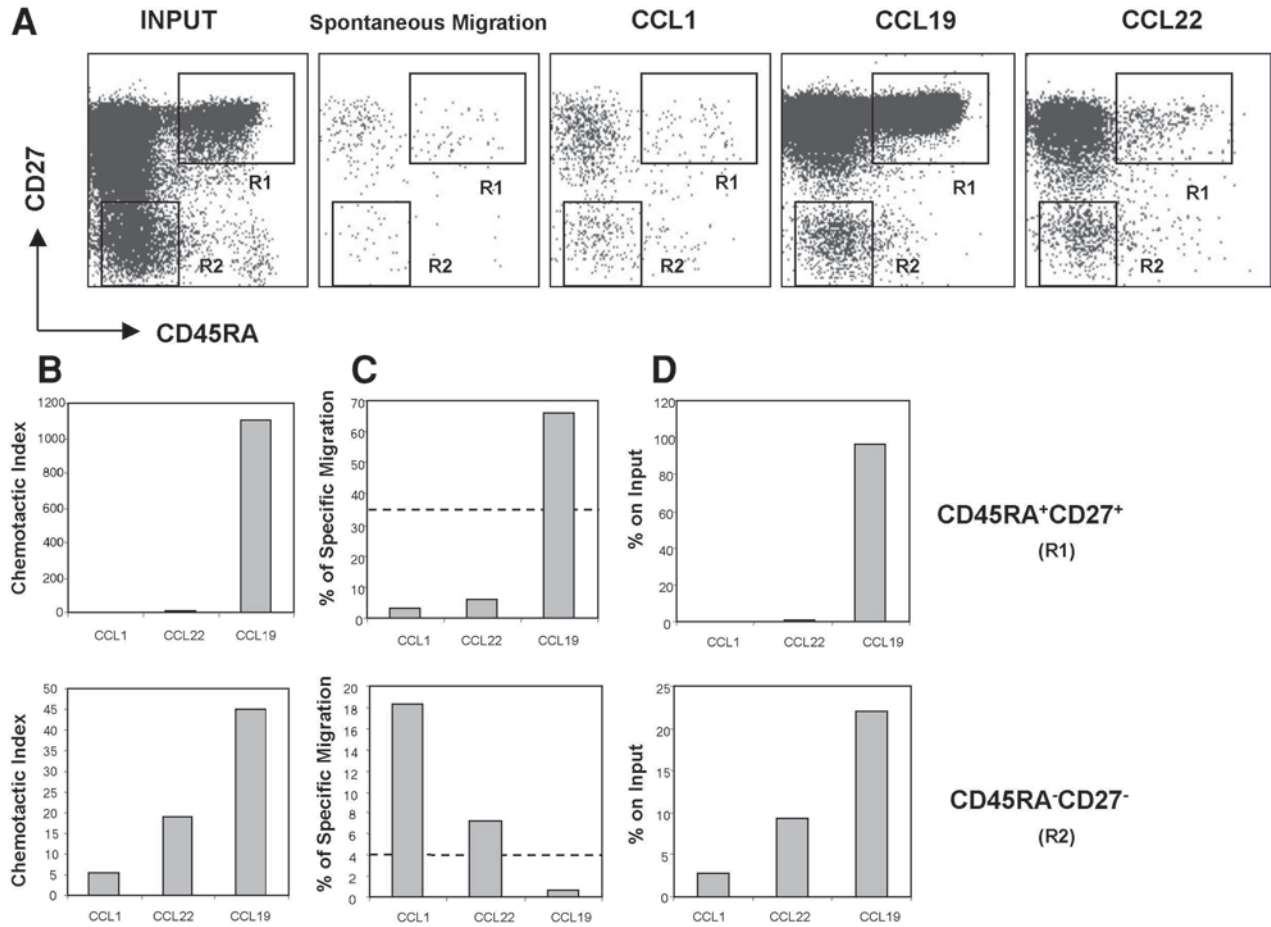 A
INPUT
Spontaneous Migration
CCL1
CCL19
CCL22
CD27
R1
R1
R1
R1
R1
R2
R2
R2
R2
R2
CD45RA
B
C
D
Chemotactic Index
1200
1000
800
600
400
200
0
CCL1 CCL22 CCL19
% of Specific Migration
70
60
50
40
30
20
10
0
CCL1 CCL22 CCL19
% on Input
120
100
80
60
40
20
0
CCL1 CCL22 CCL19
CD45RA⁺CD27⁺
(R1)
Chemotactic Index
50
45
40
35
30
25
20
15
10
5
0
CCL1 CCL22 CCL19
% of Specific Migration
20
18
16
14
12
10
8
6
4
2
0
CCL1 CCL22 CCL19
% on Input
25
20
15
10
5
0
CCL1 CCL22 CCL19
CD45RA⁻CD27⁻
(R2)